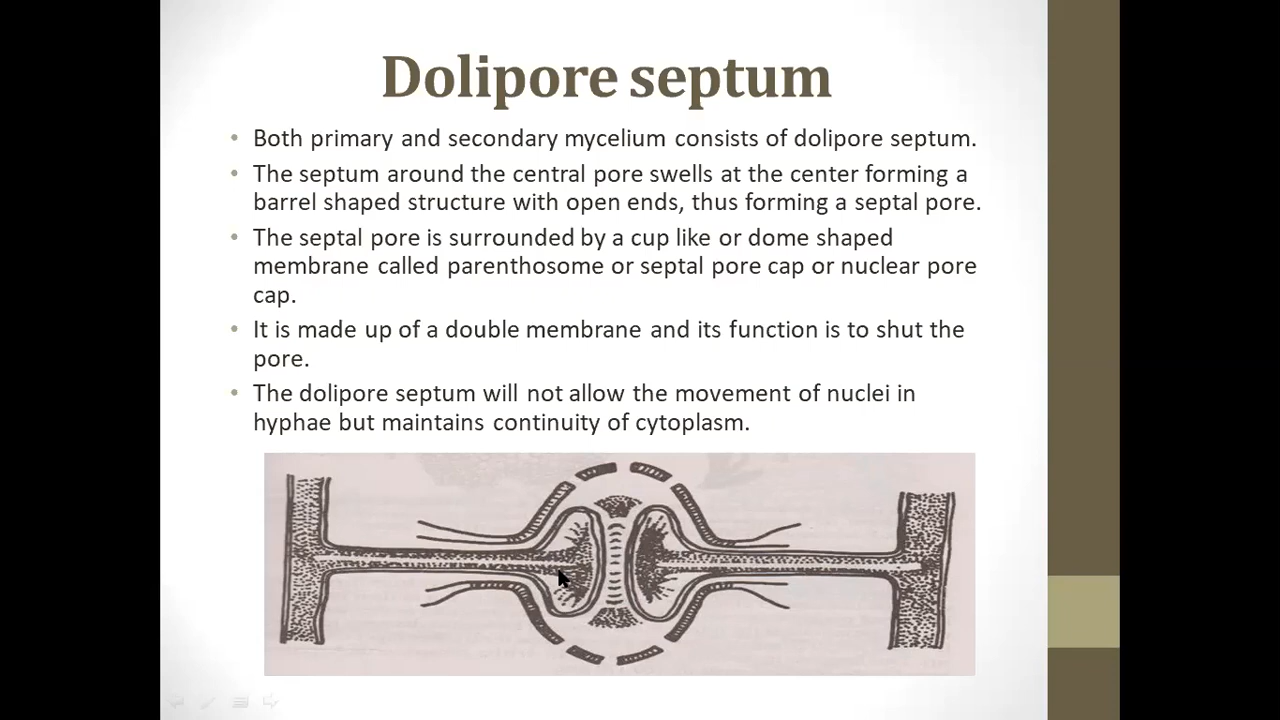 Dolipore septum
• Both primary and secondary mycelium consists of dolipore septum.
• The septum around the central pore swells at the center forming a
barrel shaped structure with open ends, thus forming a septal pore.
• The septal pore is surrounded by a cup like or dome shaped
membrane called parenthosome or septal pore cap or nuclear pore
cap.
• It is made up of a double membrane and its function is to shut the
pore.
• The dolipore septum will not allow the movement of nuclei in
hyphae but maintains continuity of cytoplasm.